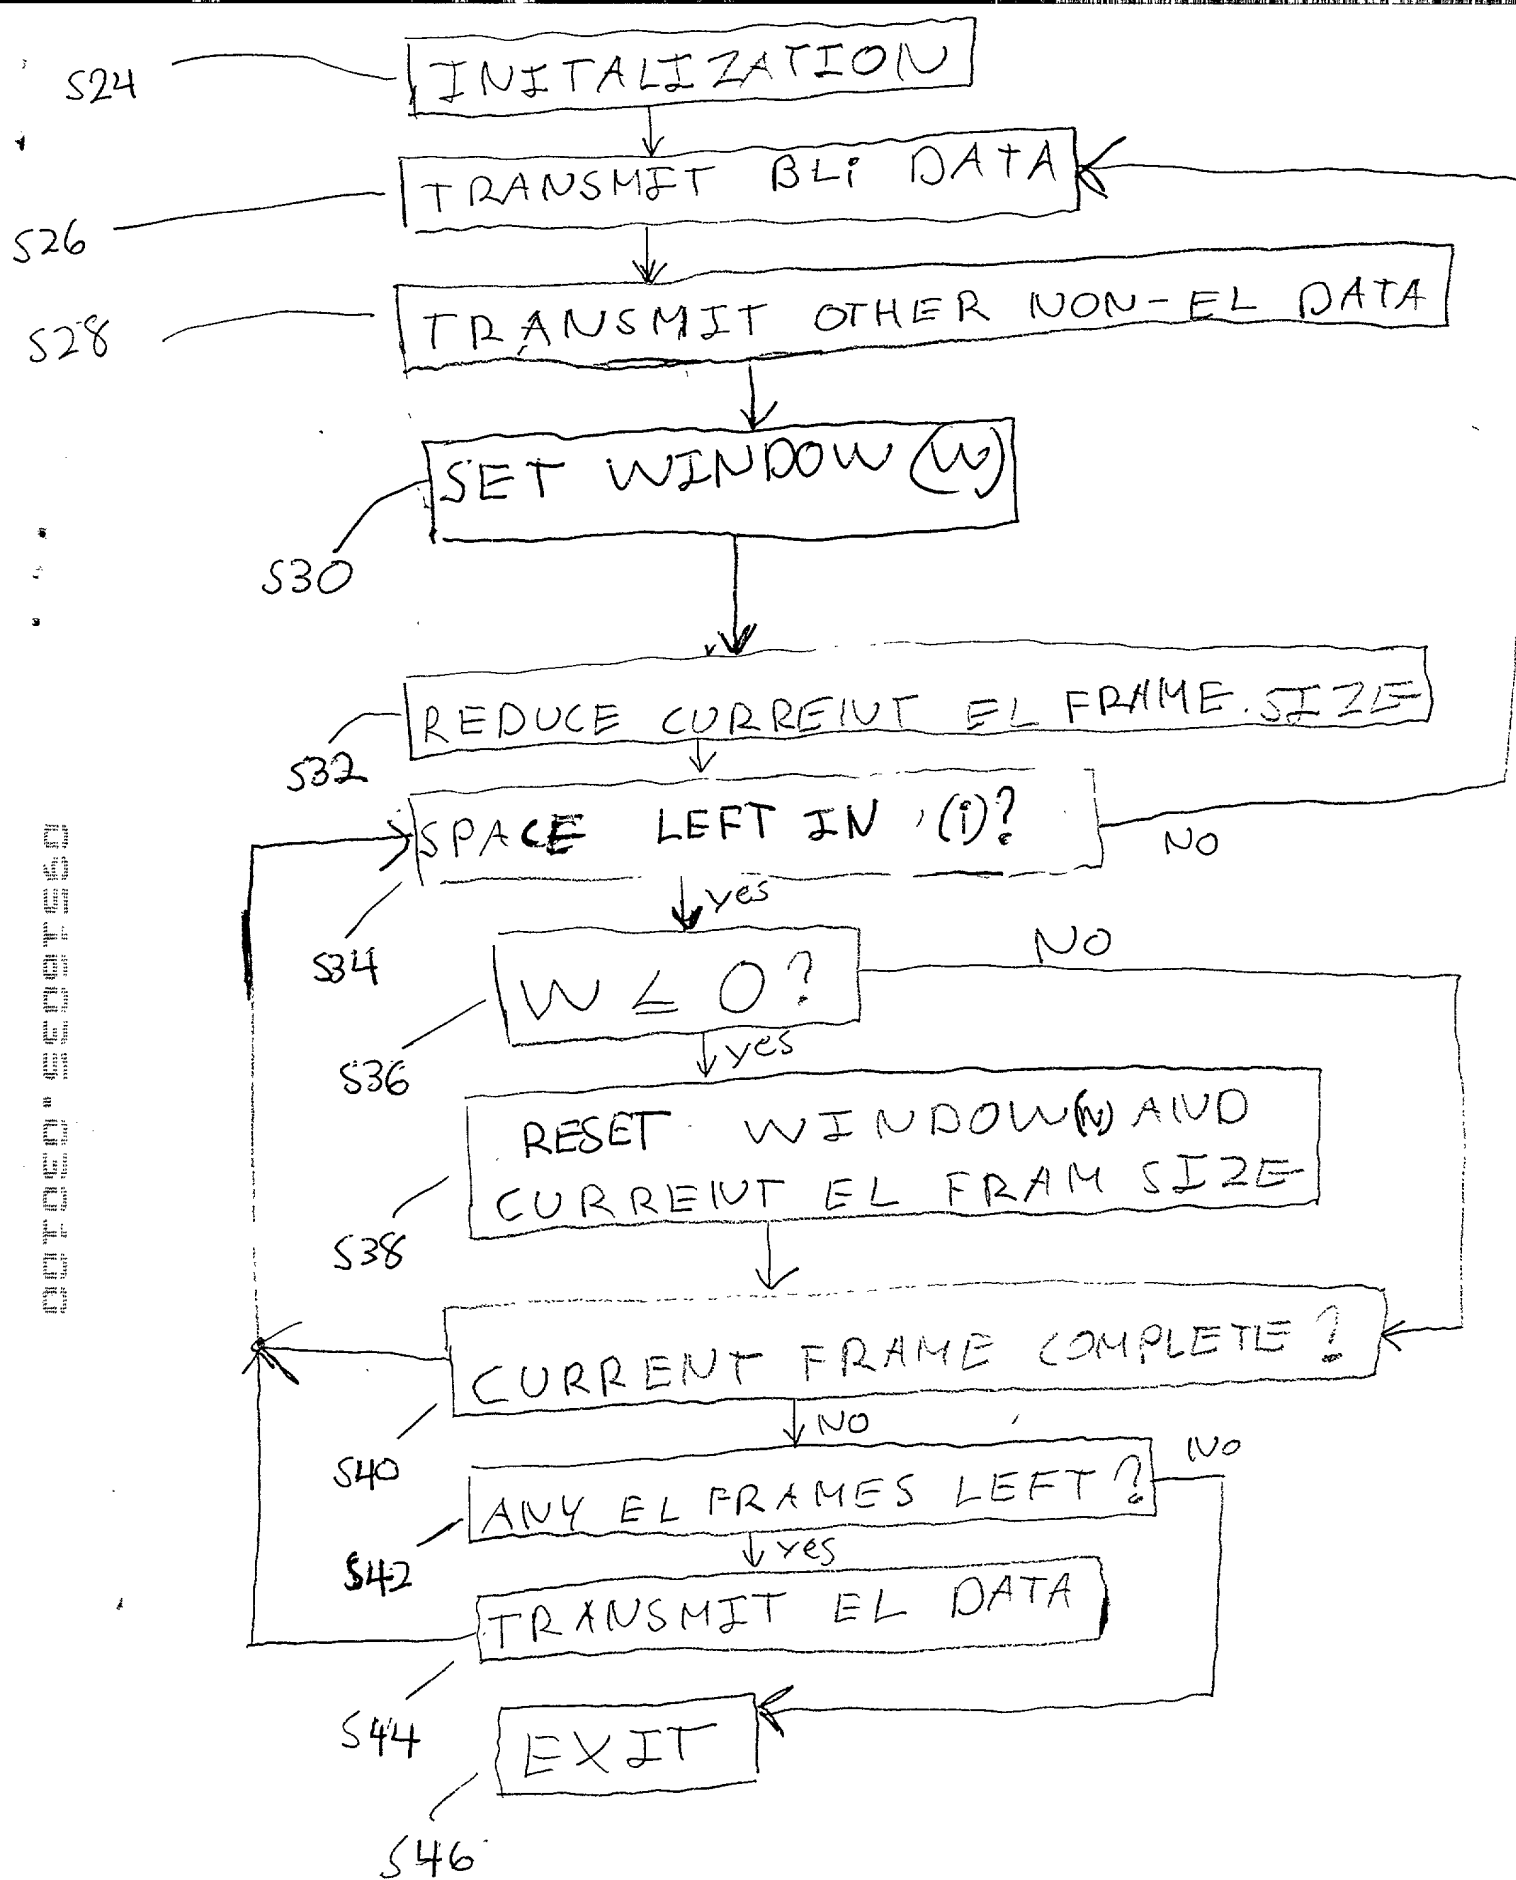 S24
INITALIZATION
TRANSMIT BLi DATA
S26
TRANSMIT OTHER NON-EL DATA
S28
SET WINDOW (W)
S30
REDUCE CURRENT EL FRAME SIZE
S32
SPACE LEFT IN (i)?
NO
yes
S34
NO
W ≤ 0?
yes
S36
RESET WINDOW(W) AND
CURRENT EL FRAM SIZE
S38
CURRENT FRAME COMPLETE?
NO
S40
NO
ANY EL FRAMES LEFT?
yes
S42
TRANSMIT EL DATA
S44
EXIT
S46